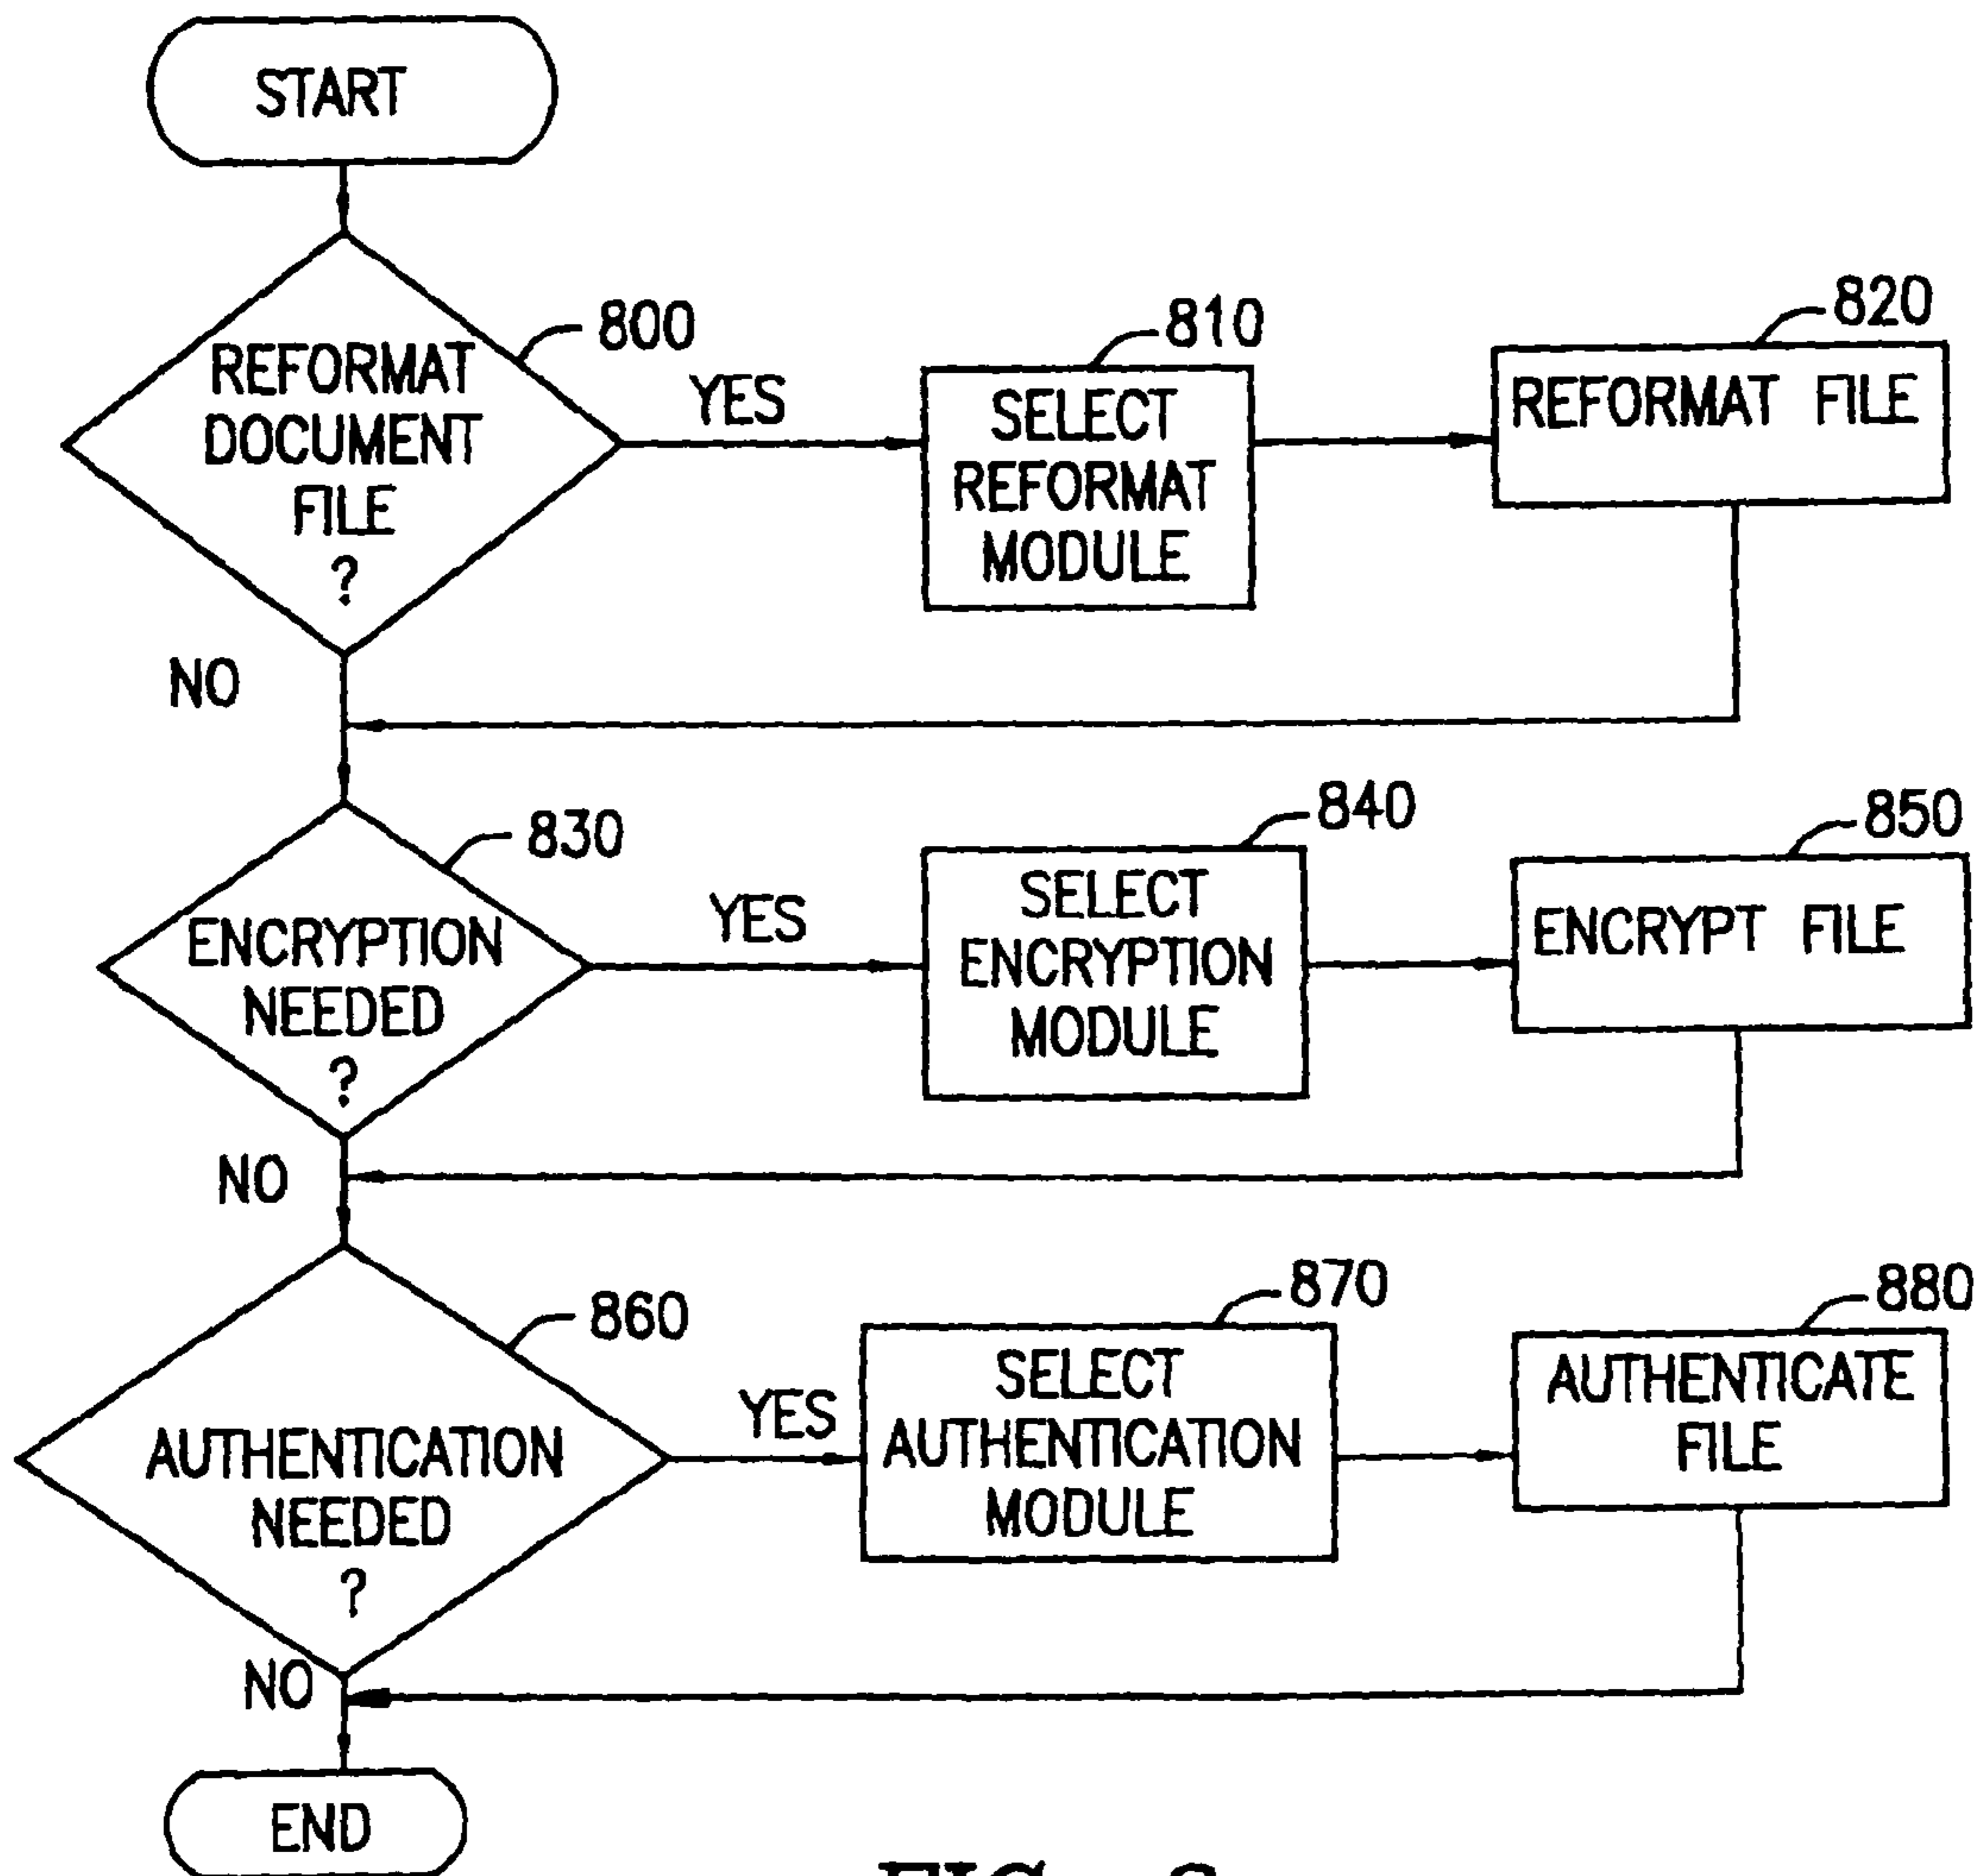 START
800
REFORMAT
DOCUMENT
FILE
?
YES
810
SELECT
REFORMAT
MODULE
820
REFORMAT FILE
NO
830
ENCRYPTION
NEEDED
?
YES
840
SELECT
ENCRYPTION
MODULE
850
ENCRYPT FILE
NO
860
AUTHENTICATION
NEEDED
?
YES
870
SELECT
AUTHENTICATION
MODULE
880
AUTHENTICATE
FILE
NO
END